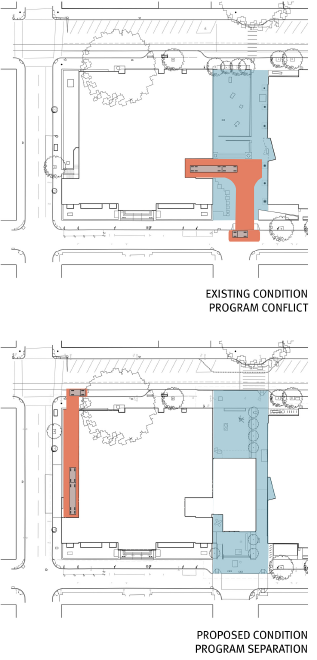 EXISTING CONDITION
PROGRAM CONFLICT
PROPOSED CONDITION
PROGRAM SEPARATION